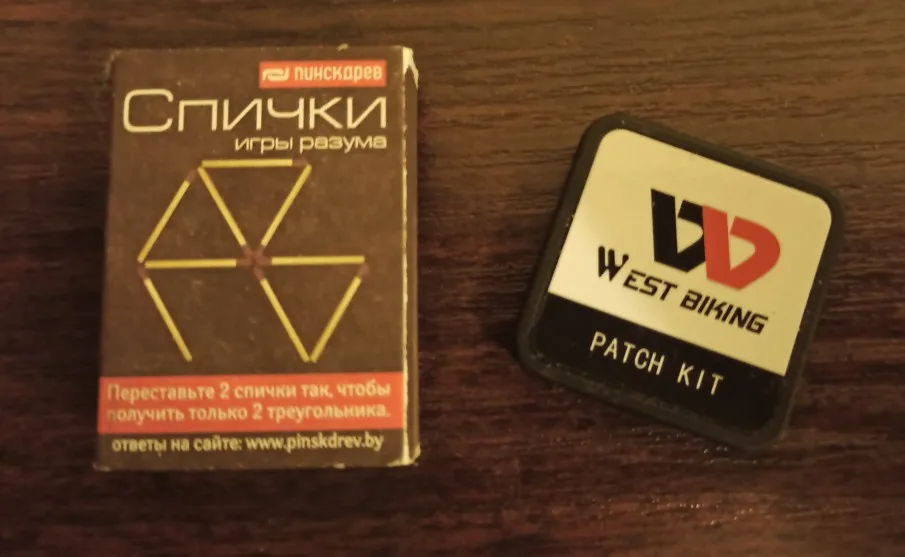 ПИНСКДРЕВ
Спички
игры разума
Переставьте 2 спички так, чтобы
получить только 2 треугольника.
ответы на сайте: www.pinskdrev.by
WEST BIKING
PATCH KIT